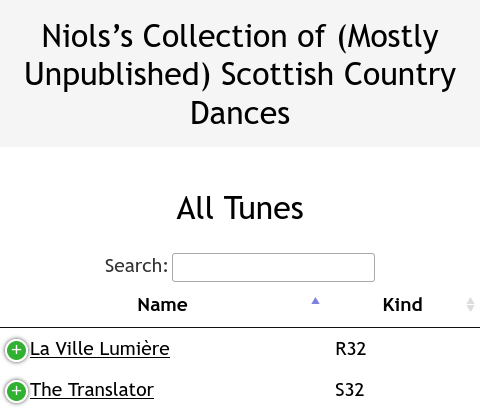 Niols’s Collection of (Mostly
Unpublished) Scottish Country
Dances
All Tunes
Search:
Name Kind
La Ville Lumière R32
The Translator S32